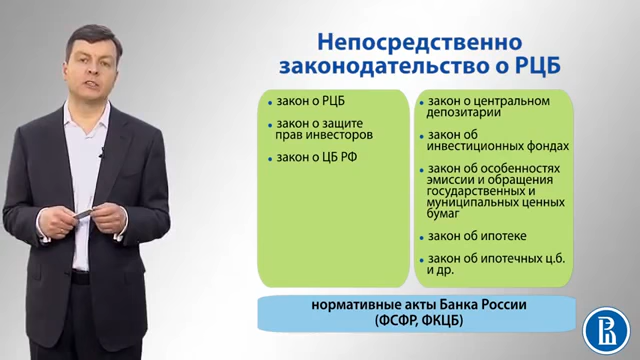 Непосредственно
законодательство о РЦБ
• закон о РЦБ
• закон о защите
прав инвесторов
• закон о ЦБ РФ
• закон о центральном
депозитарии
• закон об
инвестиционных фондах
• закон об особенностях
эмиссии и обращения
государственных и
муниципальных ценных
бумаг
• закон об ипотеке
• закон об ипотечных ц.б.
и др.
нормативные акты Банка России
(ФСФР, ФКЦБ)